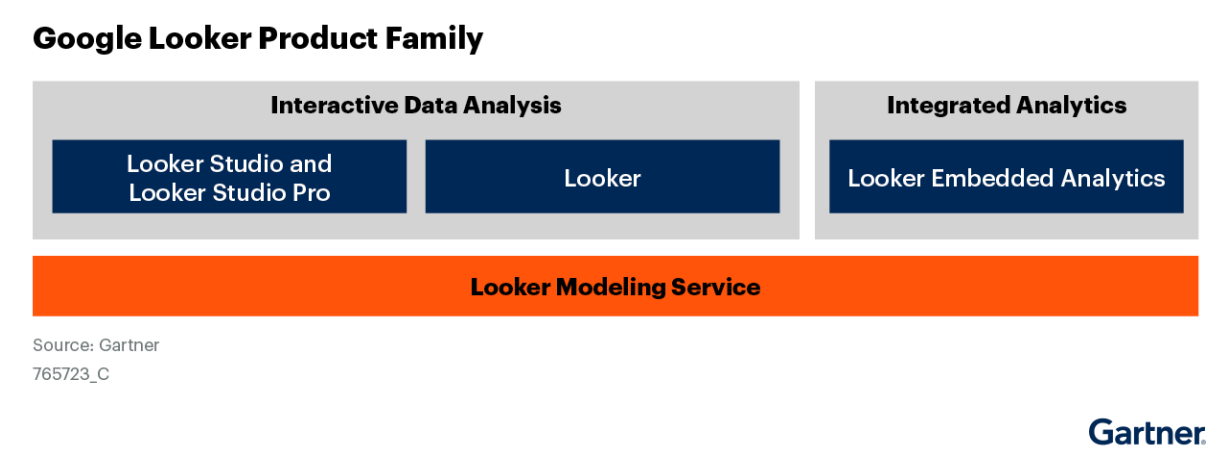 Google Looker Product Family
Interactive Data Analysis
Looker Studio and
Looker Studio Pro
Looker
Integrated Analytics
Looker Embedded Analytics
Looker Modeling Service
Source: Gartner
765723_C
Gartner®